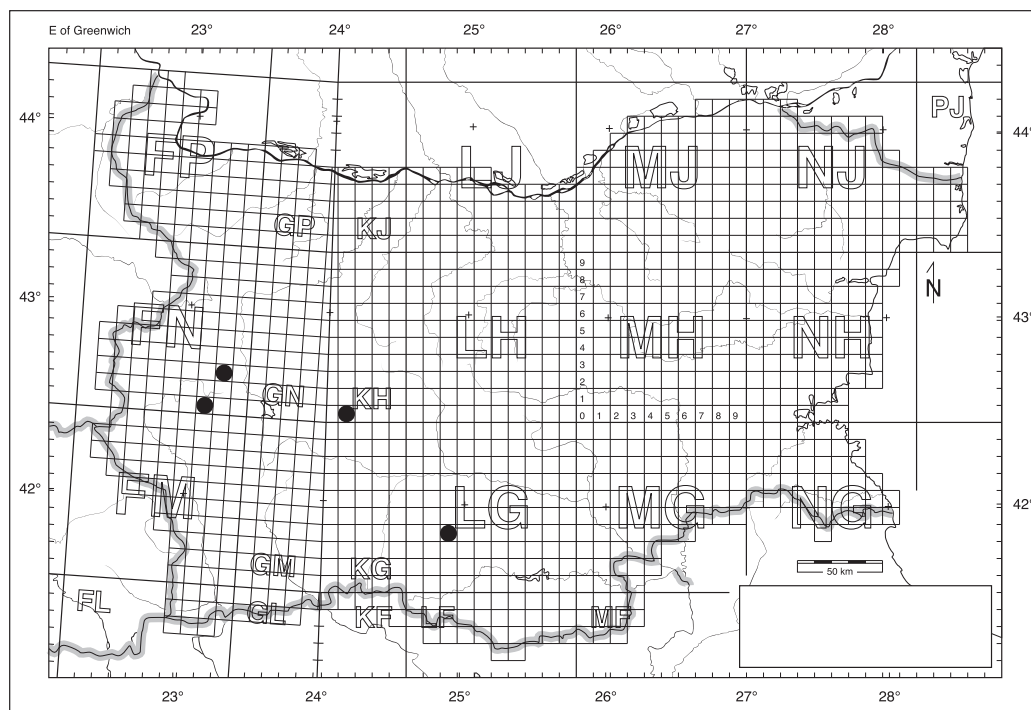 E of Greenwich 23° 24° 25° 26° 27° 28°
PJ
44° 44°
FP LJ MJ NJ
GP KJ
9
8
7
N
43° 43°
6
FN LH MH NH
5
4
3
2
GN KH
1
0 1 2 3 4 5 6 7 8 9
42° 42°
FM LG MG NG
GM KG
50 km
FL GL KF LF MF
23° 24° 25° 26° 27° 28°